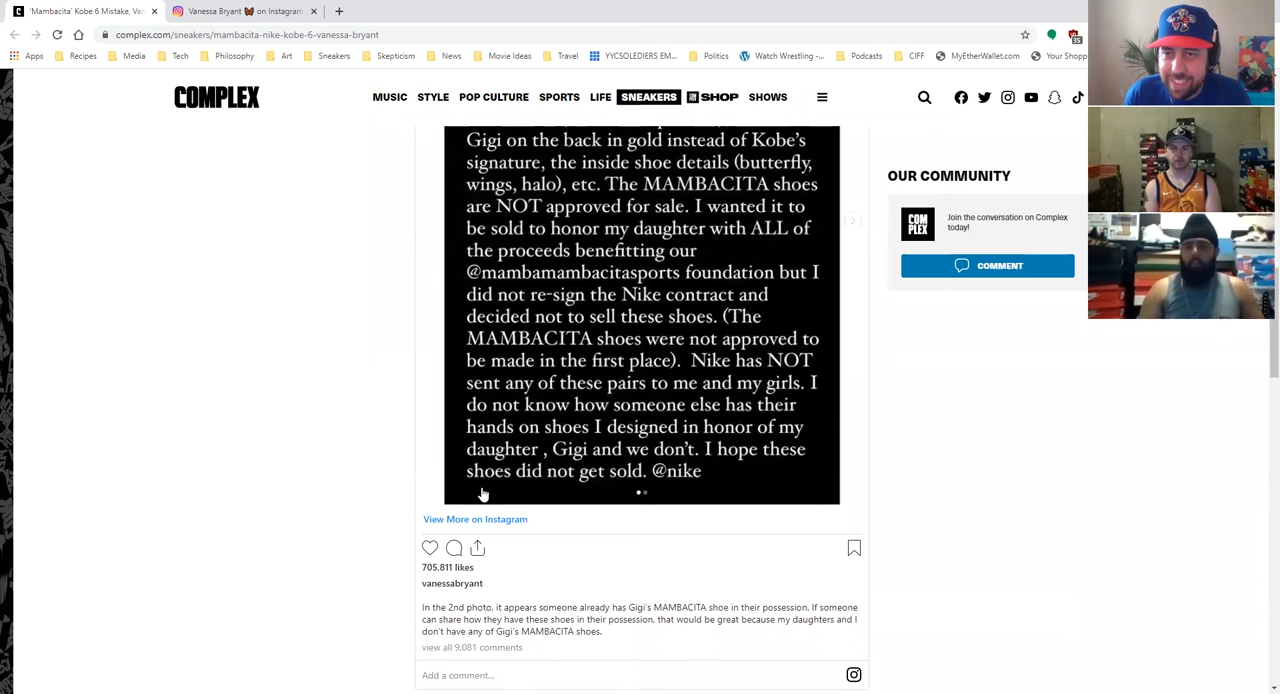 'Mambacita' Kobe 6 Mistake, Van
Vanessa Bryant 🦋 on Instagram
complex.com/sneakers/mambacita-nike-kobe-6-vanessa-bryant
35
Apps
Recipes
Media
Tech
Philosophy
Art
Sneakers
Skepticism
News
Movie Ideas
Travel
YYCSOLEDIERS EM...
Politics
Watch Wrestling -...
Podcasts
CIFF
MyEtherWallet.com
Your Shopp
COMPLEX
MUSIC
STYLE
POP CULTURE
SPORTS
LIFE
SNEAKERS
SHOP
SHOWS
Gigi on the back in gold instead of Kobe's
signature, the inside shoe details (butterfly,
wings, halo), etc. The MAMBACITA shoes
are NOT approved for sale. I wanted it to
be sold to honor my daughter with ALL of
the proceeds benefitting our
@mambamambacitasports foundation but I
did not re-sign the Nike contract and
decided not to sell these shoes. (The
MAMBACITA shoes were not approved to
be made in the first place).  Nike has NOT
sent any of these pairs to me and my girls. I
do not know how someone else has their
hands on shoes I designed in honor of my
daughter , Gigi and we don't. I hope these
shoes did not get sold. @nike
View More on Instagram
705,811 likes
vanessabryant
In the 2nd photo, it appears someone already has Gigi's MAMBACITA shoe in their possession. If someone
can share how they have these shoes in their possession, that would be great because my daughters and I
don't have any of Gigi's MAMBACITA shoes.
view all 9,081 comments
Add a comment...
OUR COMMUNITY
COM
PLEX
Join the conversation on Complex
today!
COMMENT